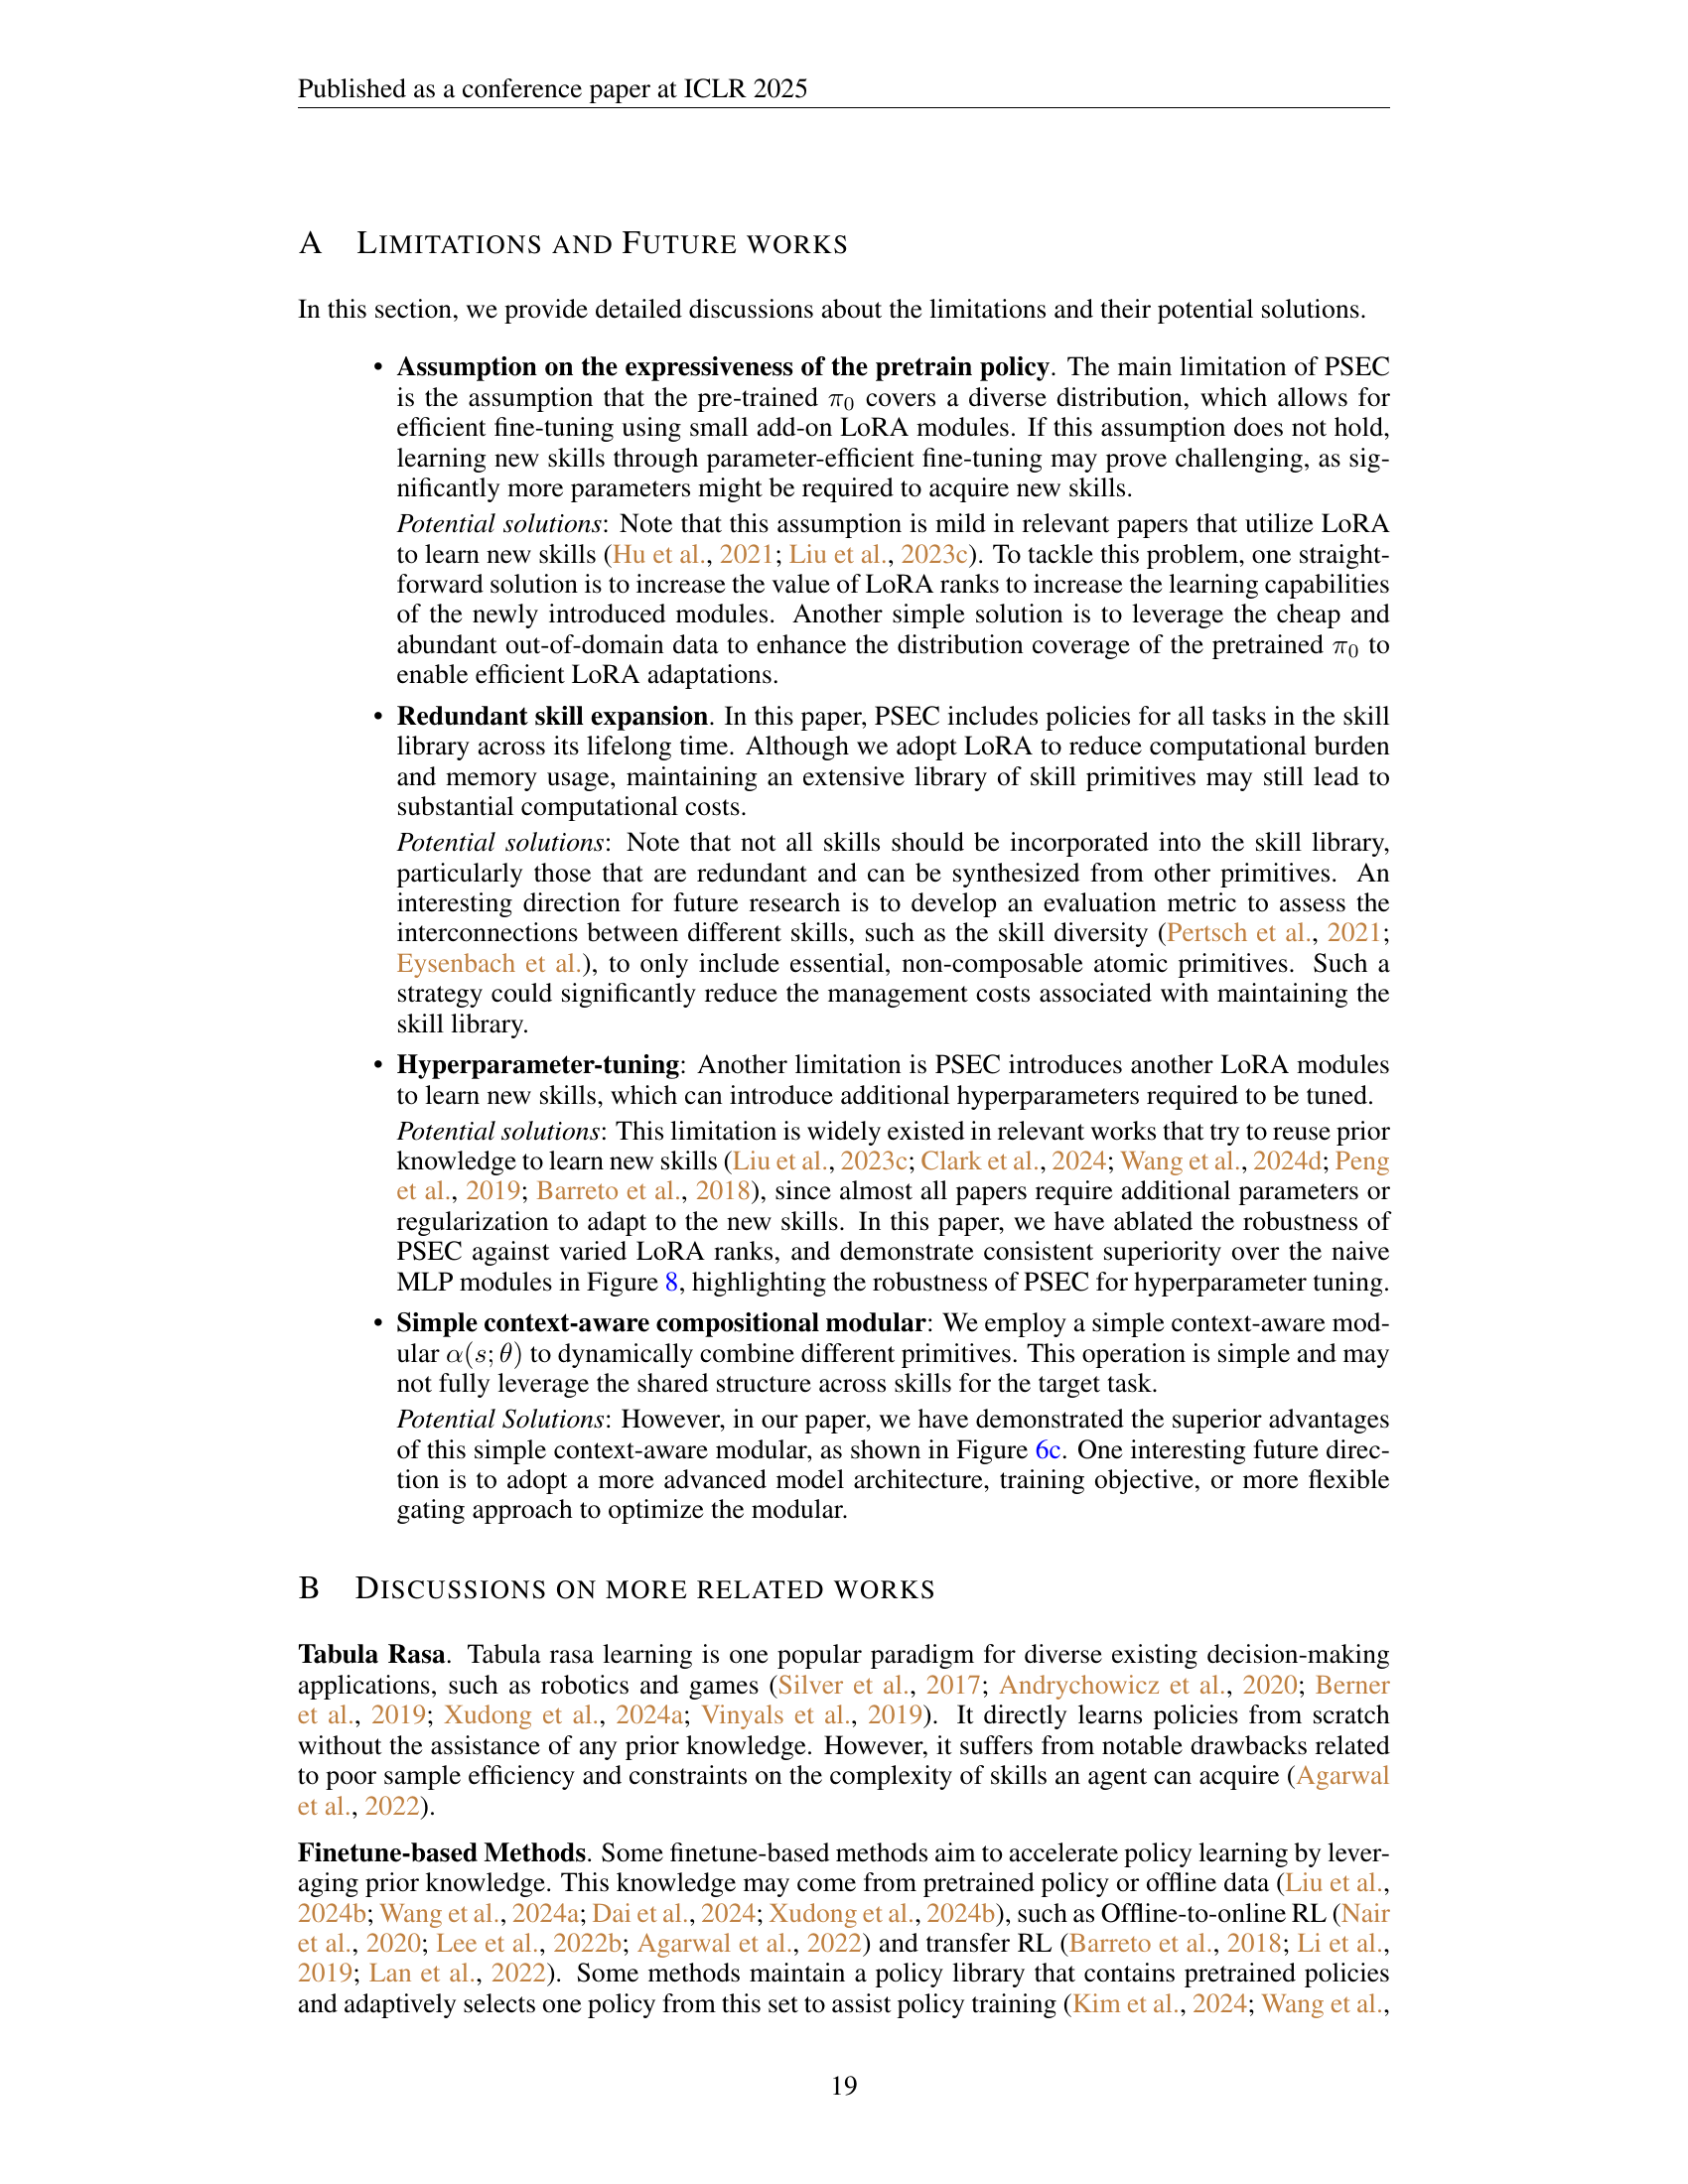 Published as a conference paper at ICLR 2025
A LIMITATIONS AND FUTURE WORKS
In this section, we provide detailed discussions about the limitations and their potential solutions.
• Assumption on the expressiveness of the pretrain policy. The main limitation of PSEC
is the assumption that the pre-trained π0 covers a diverse distribution, which allows for
efficient fine-tuning using small add-on LoRA modules. If this assumption does not hold,
learning new skills through parameter-efficient fine-tuning may prove challenging, as sig-
nificantly more parameters might be required to acquire new skills.
Potential solutions: Note that this assumption is mild in relevant papers that utilize LoRA
to learn new skills (Hu et al., 2021; Liu et al., 2023c). To tackle this problem, one straight-
forward solution is to increase the value of LoRA ranks to increase the learning capabilities
of the newly introduced modules. Another simple solution is to leverage the cheap and
abundant out-of-domain data to enhance the distribution coverage of the pretrained π0 to
enable efficient LoRA adaptations.
• Redundant skill expansion. In this paper, PSEC includes policies for all tasks in the skill
library across its lifelong time. Although we adopt LoRA to reduce computational burden
and memory usage, maintaining an extensive library of skill primitives may still lead to
substantial computational costs.
Potential solutions: Note that not all skills should be incorporated into the skill library,
particularly those that are redundant and can be synthesized from other primitives. An
interesting direction for future research is to develop an evaluation metric to assess the
interconnections between different skills, such as the skill diversity (Pertsch et al., 2021;
Eysenbach et al.), to only include essential, non-composable atomic primitives. Such a
strategy could significantly reduce the management costs associated with maintaining the
skill library.
• Hyperparameter-tuning: Another limitation is PSEC introduces another LoRA modules
to learn new skills, which can introduce additional hyperparameters required to be tuned.
Potential solutions: This limitation is widely existed in relevant works that try to reuse prior
knowledge to learn new skills (Liu et al., 2023c; Clark et al., 2024; Wang et al., 2024d; Peng
et al., 2019; Barreto et al., 2018), since almost all papers require additional parameters or
regularization to adapt to the new skills. In this paper, we have ablated the robustness of
PSEC against varied LoRA ranks, and demonstrate consistent superiority over the naive
MLP modules in Figure 8, highlighting the robustness of PSEC for hyperparameter tuning.
• Simple context-aware compositional modular: We employ a simple context-aware mod-
ular α(s; θ) to dynamically combine different primitives. This operation is simple and may
not fully leverage the shared structure across skills for the target task.
Potential Solutions: However, in our paper, we have demonstrated the superior advantages
of this simple context-aware modular, as shown in Figure 6c. One interesting future direc-
tion is to adopt a more advanced model architecture, training objective, or more flexible
gating approach to optimize the modular.
B DISCUSSIONS ON MORE RELATED WORKS
Tabula Rasa. Tabula rasa learning is one popular paradigm for diverse existing decision-making
applications, such as robotics and games (Silver et al., 2017; Andrychowicz et al., 2020; Berner
et al., 2019; Xudong et al., 2024a; Vinyals et al., 2019). It directly learns policies from scratch
without the assistance of any prior knowledge. However, it suffers from notable drawbacks related
to poor sample efficiency and constraints on the complexity of skills an agent can acquire (Agarwal
et al., 2022).
Finetune-based Methods. Some finetune-based methods aim to accelerate policy learning by lever-
aging prior knowledge. This knowledge may come from pretrained policy or offline data (Liu et al.,
2024b; Wang et al., 2024a; Dai et al., 2024; Xudong et al., 2024b), such as Offline-to-online RL (Nair
et al., 2020; Lee et al., 2022b; Agarwal et al., 2022) and transfer RL (Barreto et al., 2018; Li et al.,
2019; Lan et al., 2022). Some methods maintain a policy library that contains pretrained policies
and adaptively selects one policy from this set to assist policy training (Kim et al., 2024; Wang et al.,
19